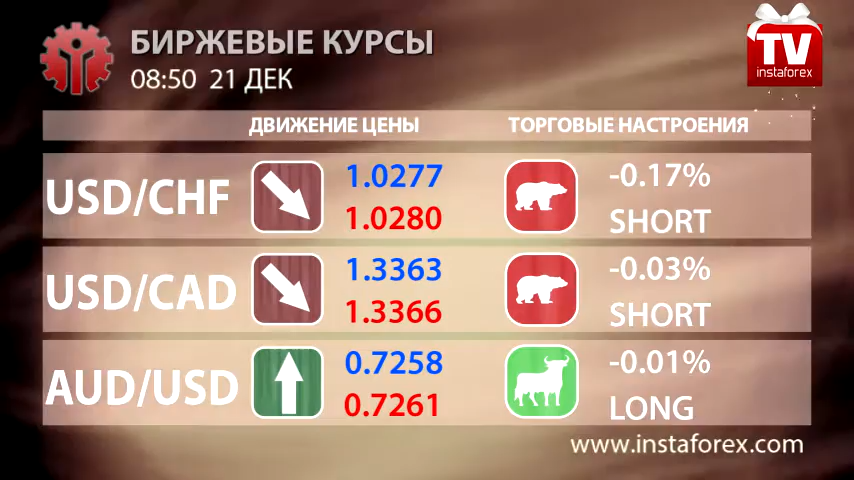 БИРЖЕВЫЕ КУРСЫ
08:50 21 ДЕК
TV
instaforex
ДВИЖЕНИЕ ЦЕНЫ ТОРГОВЫЕ НАСТРОЕНИЯ
USD/CHF
1.0277
1.0280
-0.17%
SHORT
USD/CAD
1.3363
1.3366
-0.03%
SHORT
AUD/USD
0.7258
0.7261
-0.01%
LONG
www.instaforex.com